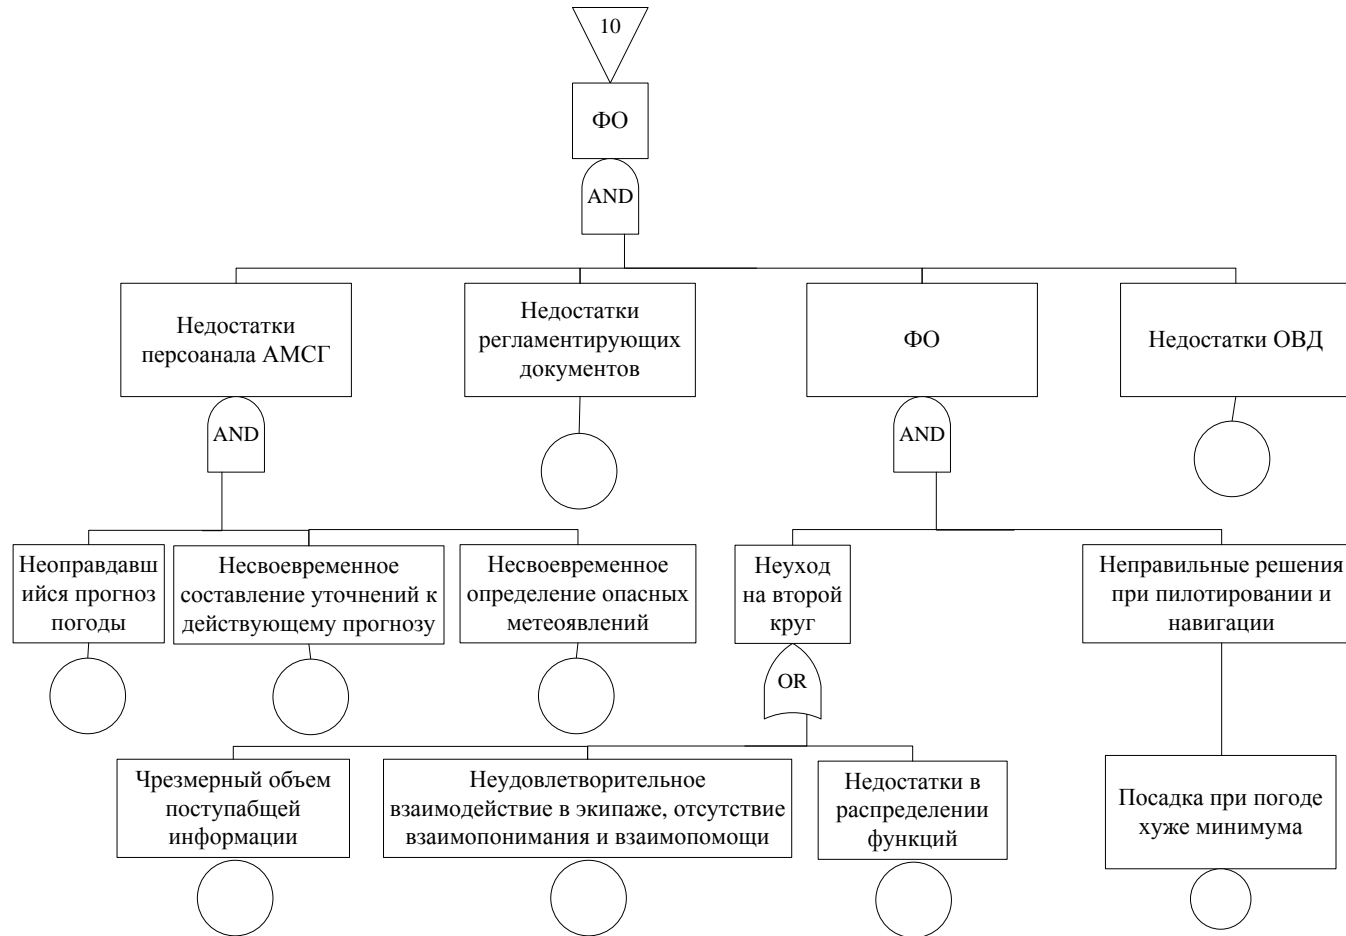 10
ФО
AND
Недостатки
персоанала АМСГ
Недостатки
регламентирующих
документов
ФО
Недостатки ОВД
AND
AND
Неоправдавш
ийся прогноз
погоды
Несвоевременное
составление уточнений к
действующему прогнозу
Несвоевременное
определение опасных
метеоявлений
Неуход
на второй
круг
Неправильные решения
при пилотировании и
навигации
OR
Чрезмерный объем
поступабщей
информации
Неудовлетворительное
взаимодействие в экипаже, отсутствие
взаимопонимания и взаимопомощи
Недостатки в
распределении
функций
Посадка при погоде
хуже минимума